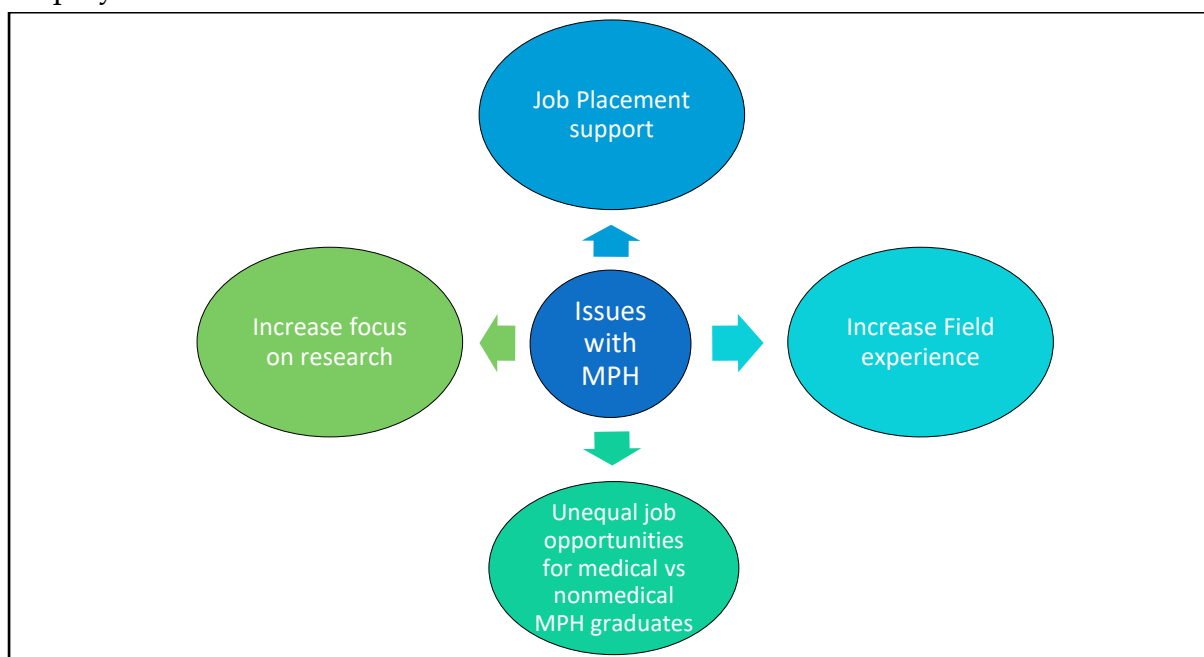 Job Placement
support
Increase focus
on research
Issues
with
MPH
Increase Field
experience
Unequal job
opportunities
for medical vs
nonmedical
MPH graduates